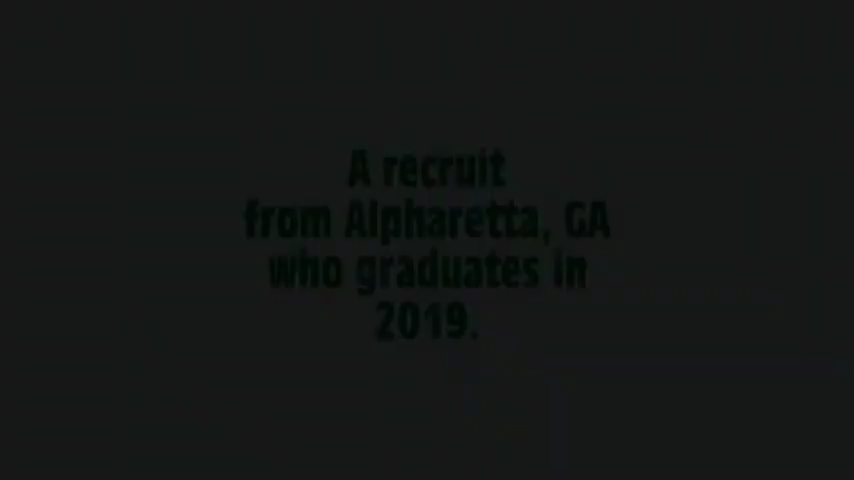 A recruit
from Alpharetta, GA
who graduates in
2019.